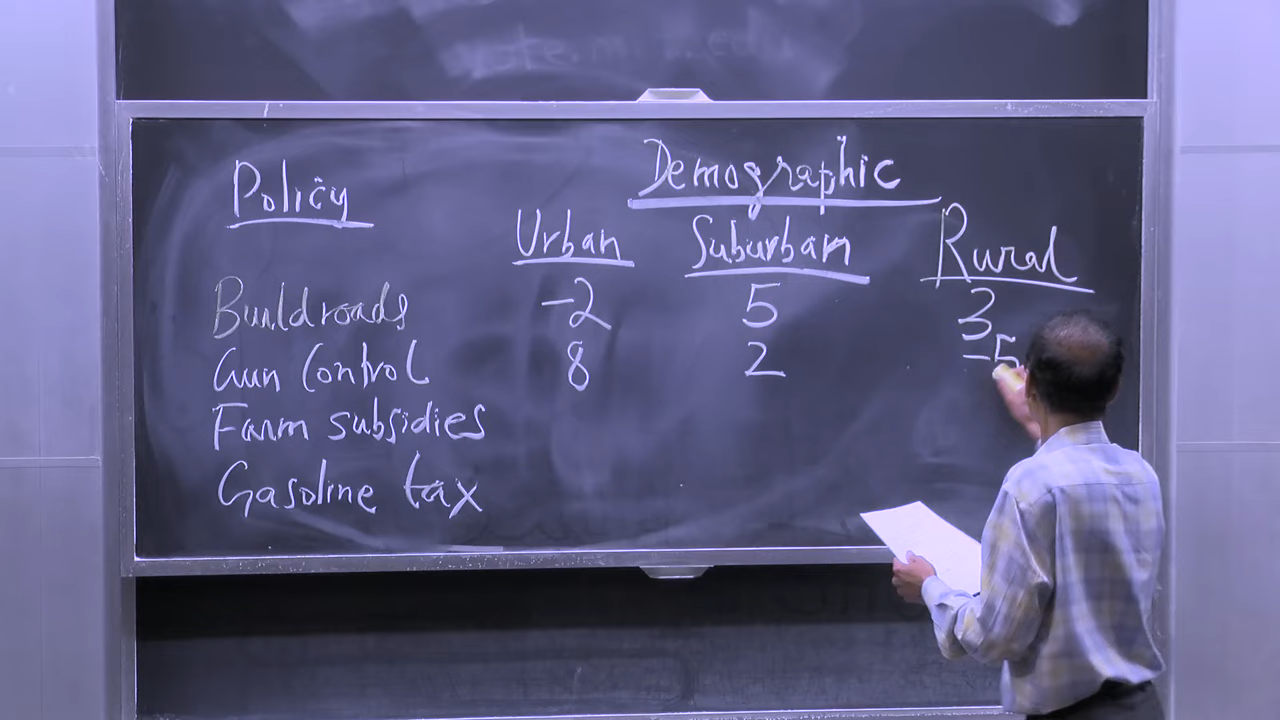 Policy Demographic
Urban Suburban Rural
Build roads -2 5 3
Gun Control 8 2 -5
Farm subsidies
Gasoline tax